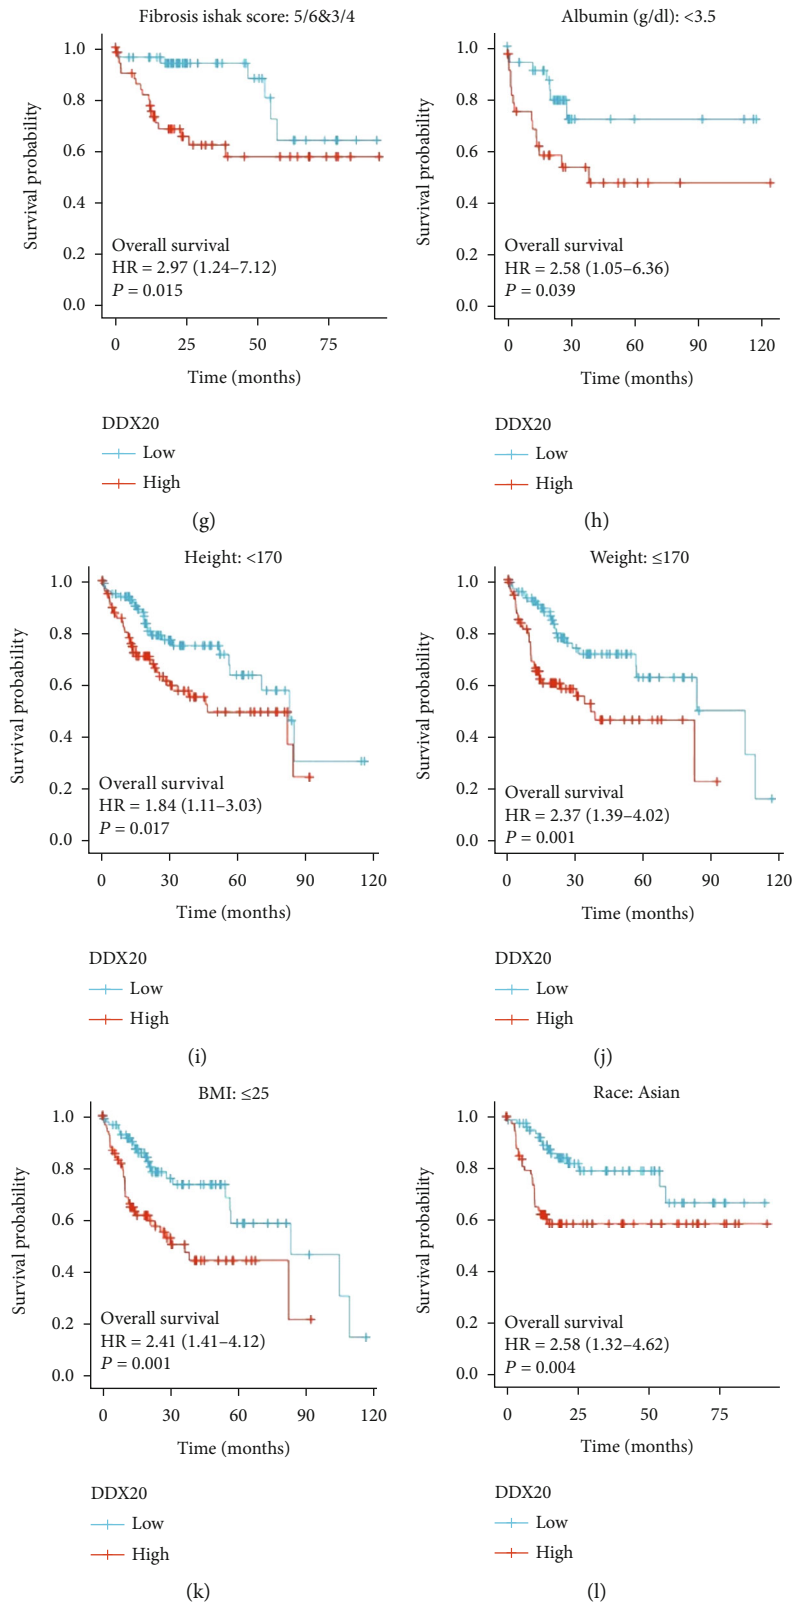 Fibrosis ishak score: 5/6&3/4
Survival probability
1.0
0.8
0.6
0.4
0.2
0.0
Overall survival
HR = 2.97 (1.24–7.12)
P = 0.015
0 25 50 75
Time (months)
DDX20
Low
High
(g)
Albumin (g/dl): <3.5
Survival probability
1.0
0.8
0.6
0.4
0.2
0.0
Overall survival
HR = 2.58 (1.05–6.36)
P = 0.039
0 30 60 90 120
Time (months)
DDX20
Low
High
(h)
Height: <170
Survival probability
1.0
0.8
0.6
0.4
0.2
0.0
Overall survival
HR = 1.84 (1.11–3.03)
P = 0.017
0 30 60 90 120
Time (months)
DDX20
Low
High
(i)
Weight: ≤170
Survival probability
1.0
0.8
0.6
0.4
0.2
0.0
Overall survival
HR = 2.37 (1.39–4.02)
P = 0.001
0 30 60 90 120
Time (months)
DDX20
Low
High
(j)
BMI: ≤25
Survival probability
1.0
0.8
0.6
0.4
0.2
0.0
Overall survival
HR = 2.41 (1.41–4.12)
P = 0.001
0 30 60 90 120
Time (months)
DDX20
Low
High
(k)
Race: Asian
Survival probability
1.0
0.8
0.6
0.4
0.2
0.0
Overall survival
HR = 2.58 (1.32–4.62)
P = 0.004
0 25 50 75
Time (months)
DDX20
Low
High
(l)